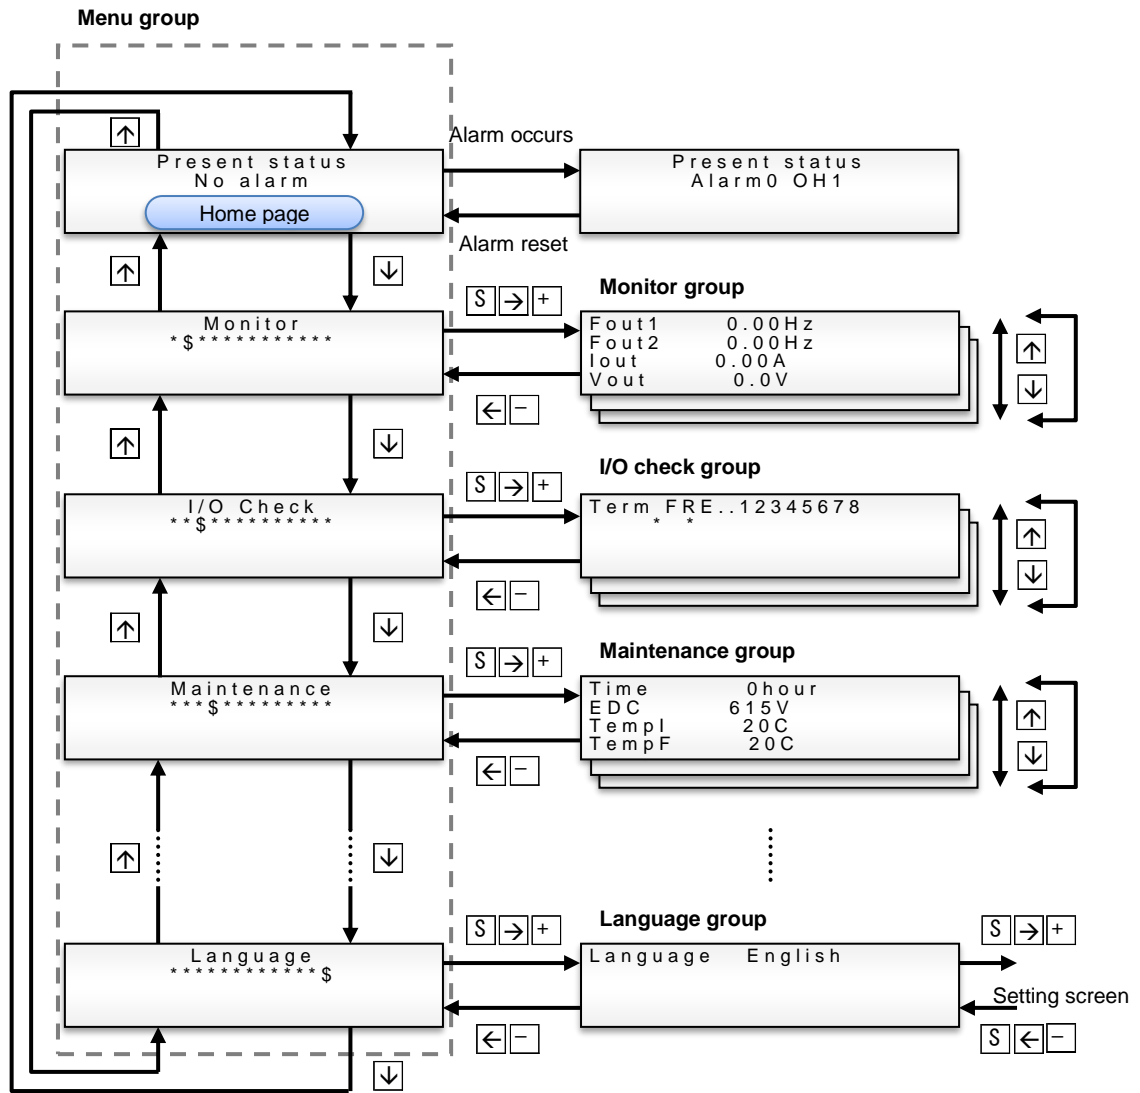 Menu group
↑
Alarm occurs
Present status
No alarm
Home page
Present status
Alarm0 OH1
Alarm reset
↑
↓
S → +
Monitor group
Monitor
*$***********
Fout1 0.00Hz
Fout2 0.00Hz
Iout 0.00A
Vout 0.0V
↑
↓
← −
↑
↓
S → +
I/O check group
I/O Check
**$**********
Term FRE..12345678
* *
↑
↓
← −
↑
↓
S → +
Maintenance group
Maintenance
***$*********
Time 0hour
EDC 615V
TempI 20C
TempF 20C
↑
↓
← −
↑
↓
S → +
Language group
S → +
Language
************$
Language English
Setting screen
← −
S ← −
↓